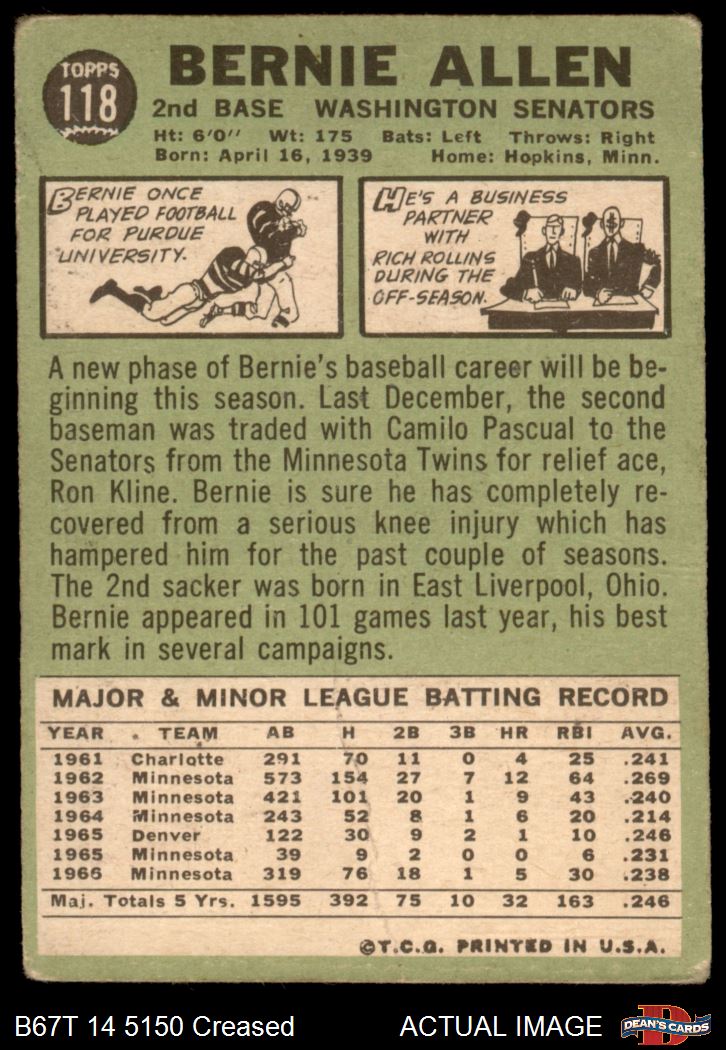 TOPPS
118
BERNIE ALLEN
2nd BASE WASHINGTON SENATORS
Ht: 6'0" Wt: 175 Bats: Left Throws: Right
Born: April 16, 1939 Home: Hopkins, Minn.
BERNIE ONCE
PLAYED FOOTBALL
FOR PURDUE
UNIVERSITY.
HE'S A BUSINESS
PARTNER
WITH
RICH ROLLINS
DURING THE
OFF-SEASON.
$
A new phase of Bernie's baseball career will be be-
ginning this season. Last December, the second
baseman was traded with Camilo Pascual to the
Senators from the Minnesota Twins for relief ace,
Ron Kline. Bernie is sure he has completely re-
covered from a serious knee injury which has
hampered him for the past couple of seasons.
The 2nd sacker was born in East Liverpool, Ohio.
Bernie appeared in 101 games last year, his best
mark in several campaigns.
MAJOR & MINOR LEAGUE BATTING RECORD
YEAR TEAM AB H 2B 3B HR RBI AVG.
1961 Charlotte 291 70 11 0 4 25 .241
1962 Minnesota 573 154 27 7 12 64 .269
1963 Minnesota 421 101 20 1 9 43 .240
1964 Minnesota 243 52 8 1 6 20 .214
1965 Denver 122 30 9 2 1 10 .246
1965 Minnesota 39 9 2 0 0 6 .231
1966 Minnesota 319 76 18 1 5 30 .238
Maj. Totals 5 Yrs. 1595 392 75 10 32 163 .246
©T.C.G. PRINTED IN U.S.A.
B67T 14 5150 Creased ACTUAL IMAGE
D
DEAN'S CARDS